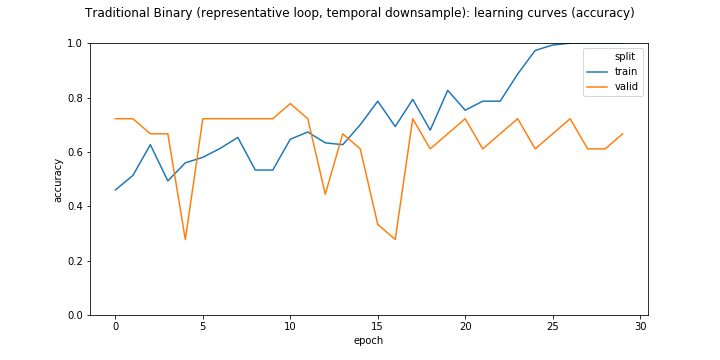 Traditional Binary (representative loop, temporal downsample): learning curves (accuracy)
1.0
0.8
0.6
0.4
0.2
0.0
accuracy
split
train
valid
0 5 10 15 20 25 30
epoch